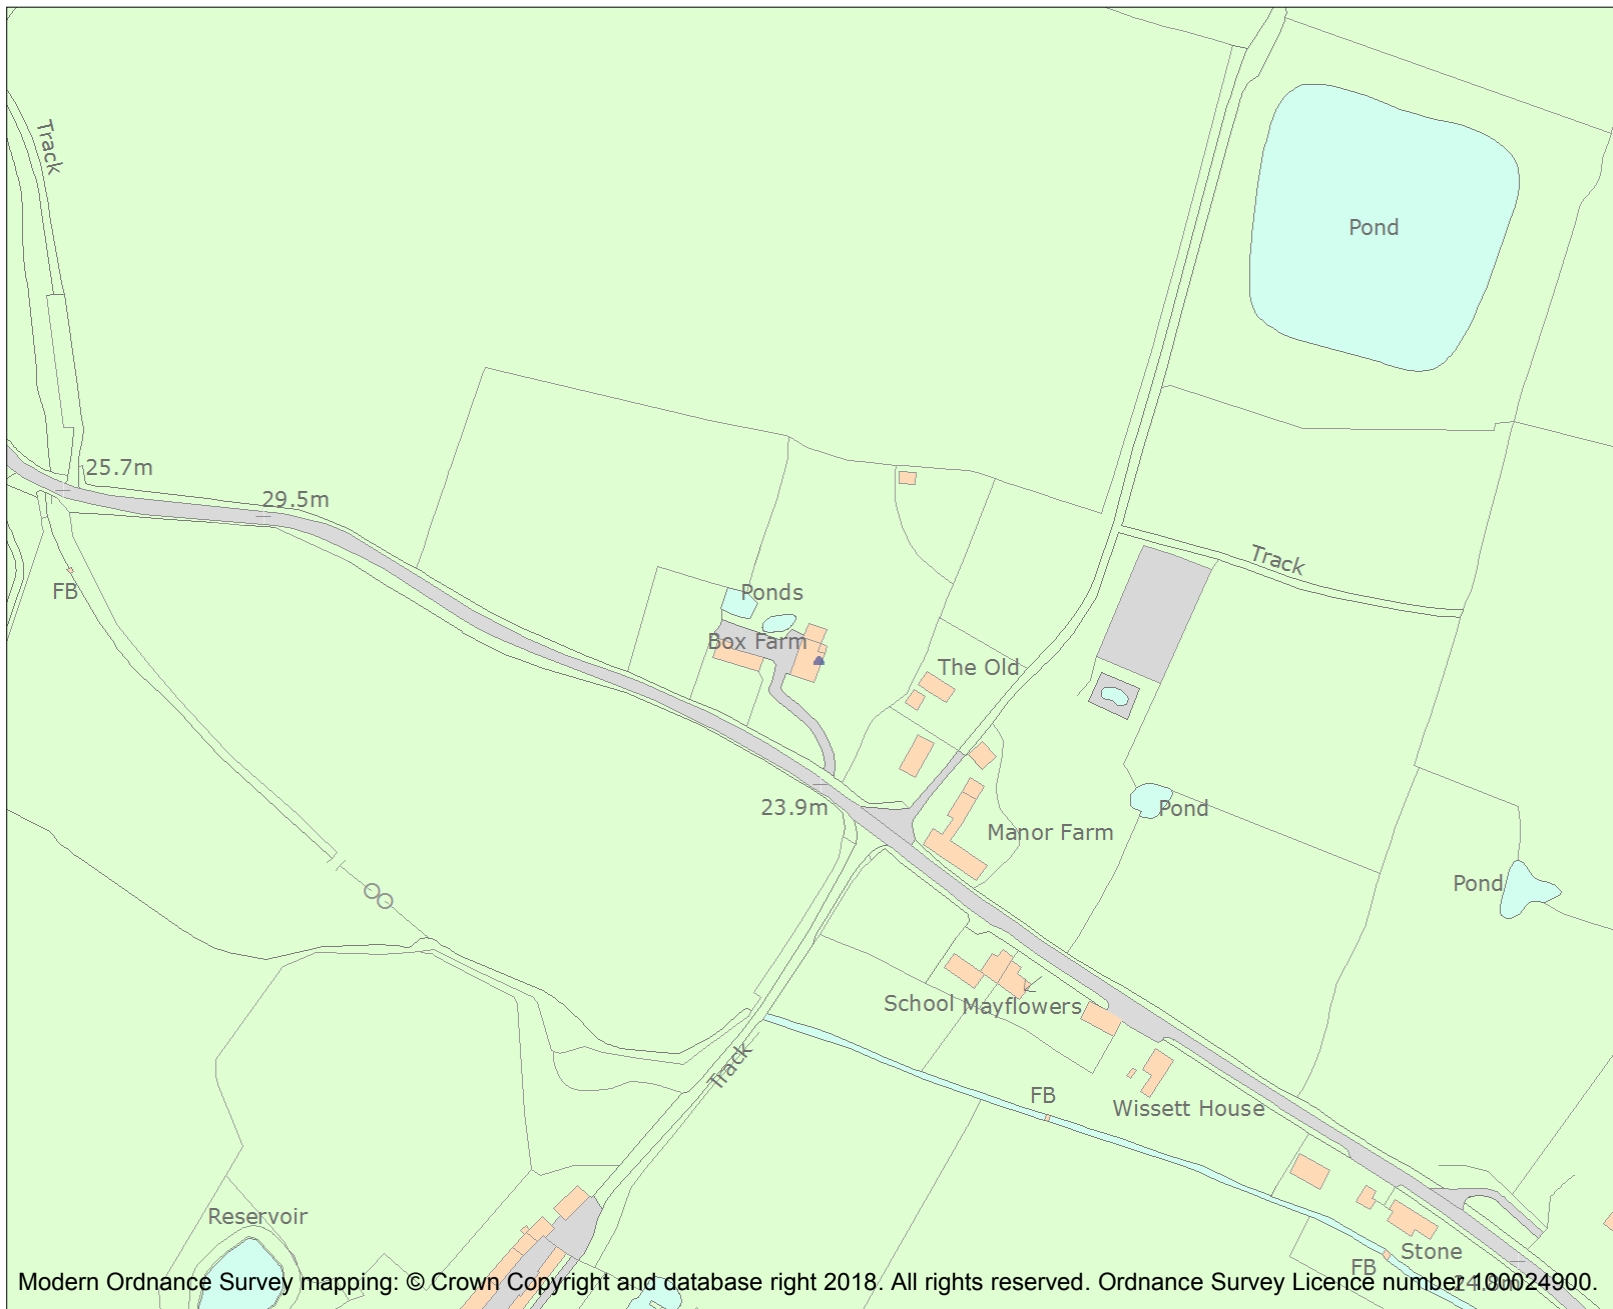 Track
Pond
25.7m
29.5m
Track
FB
Ponds
Box Farm
The Old
23.9m
Pond
Manor Farm
Pond
School
Mayflowers
Track
FB
Wissett House
Reservoir
Stone
FB
24.8m
Modern Ordnance Survey mapping: © Crown Copyright and database right 2018. All rights reserved. Ordnance Survey Licence number 100024900.